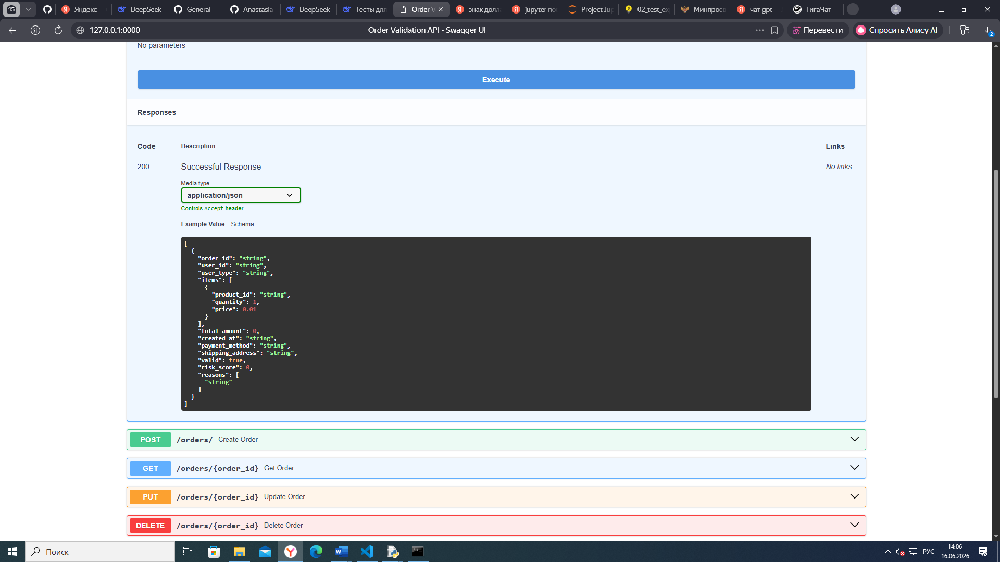 15
Яндекс —
DeepSeek
General
Anastasia-
DeepSeek
Тесты для
Order V
знак долл
jupyter no
Project Jup
02_test_ex
Минпросв
чат gpt —
ГигаЧат —
127.0.0.1:8000
Order Validation API - Swagger UI
Перевести
Спросить Алису AI
2
No parameters
Execute
Responses
Code Description Links
200 Successful Response No links
Media type
application/json
Controls Accept header.
Example Value Schema
[
{
"order_id": "string",
"user_id": "string",
"user_type": "string",
"items": [
{
"product_id": "string",
"quantity": 1,
"price": 0.01
}
],
"total_amount": 0,
"created_at": "string",
"payment_method": "string",
"shipping_address": "string",
"valid": true,
"risk_score": 0,
"reasons": [
"string"
]
}
]
POST /orders/ Create Order
GET /orders/{order_id} Get Order
PUT /orders/{order_id} Update Order
DELETE /orders/{order_id} Delete Order
Поиск
РУС
14:06
16.06.2026